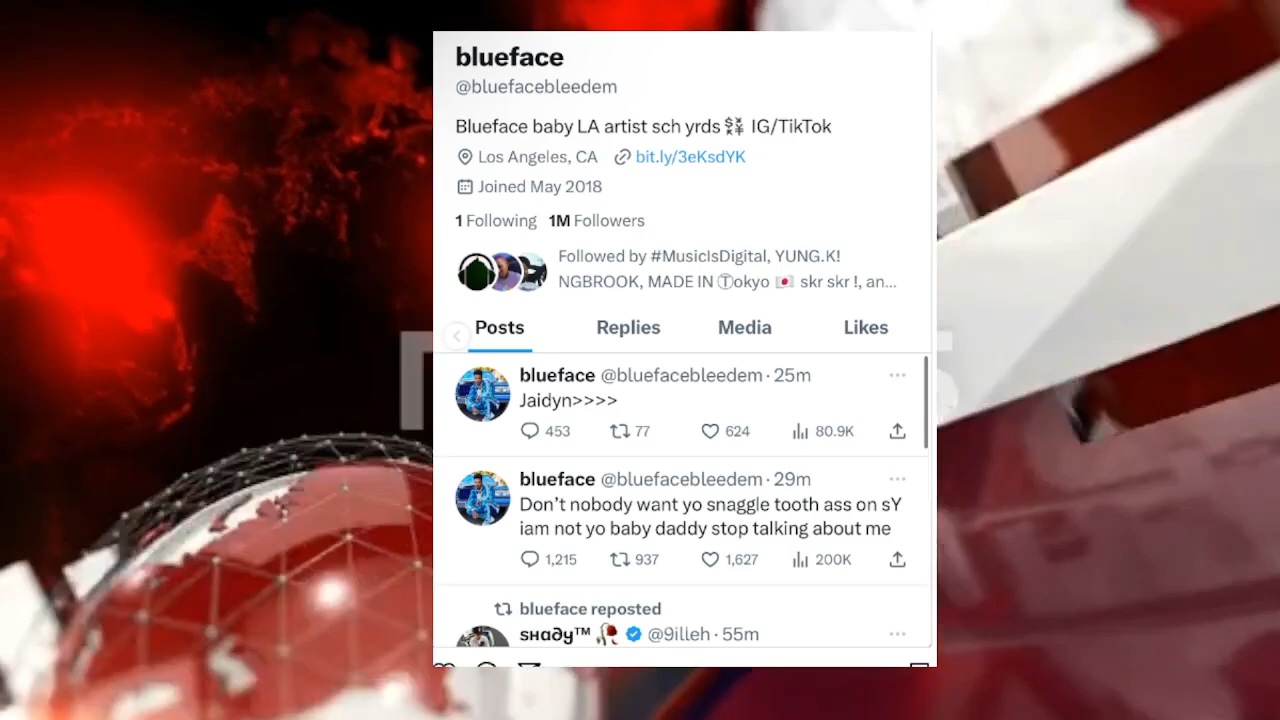 blueface
@bluefacebleedem
Blueface baby LA artist sch yrds IG/TikTok
Los Angeles, CA bit.ly/3eKsdYK
Joined May 2018
1 Following 1M Followers
Followed by #MusicIsDigital, YUNG.K!
NGBROOK, MADE IN Ⓣokyo 🇯🇵 skr skr !, an...
Posts Replies Media Likes
blueface @bluefacebleedem · 25m
Jaidyn>>>>
453 77 624 80.9K
blueface @bluefacebleedem · 29m
Don’t nobody want yo snaggle tooth ass on sY
iam not yo baby daddy stop talking about me
1,215 937 1,627 200K
blueface reposted
sʜaәy™ 🥀 @9illeh · 55m